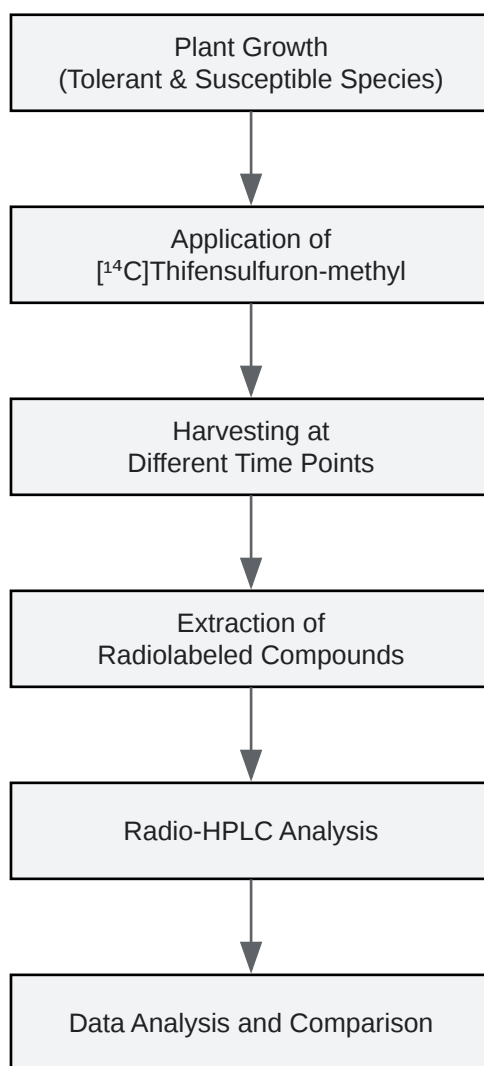 Plant Growth
(Tolerant & Susceptible Species)
Application of
[¹⁴C]Thifensulfuron-methyl
Harvesting at
Different Time Points
Extraction of
Radiolabeled Compounds
Radio-HPLC Analysis
Data Analysis and Comparison